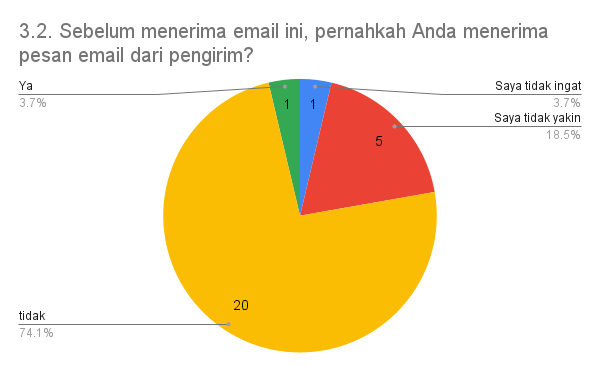 3.2. Sebelum menerima email ini, pernahkah Anda menerima
pesan email dari pengirim?
Ya
3.7%
Saya tidak ingat
3.7%
Saya tidak yakin
18.5%
1
1
5
20
tidak
74.1%